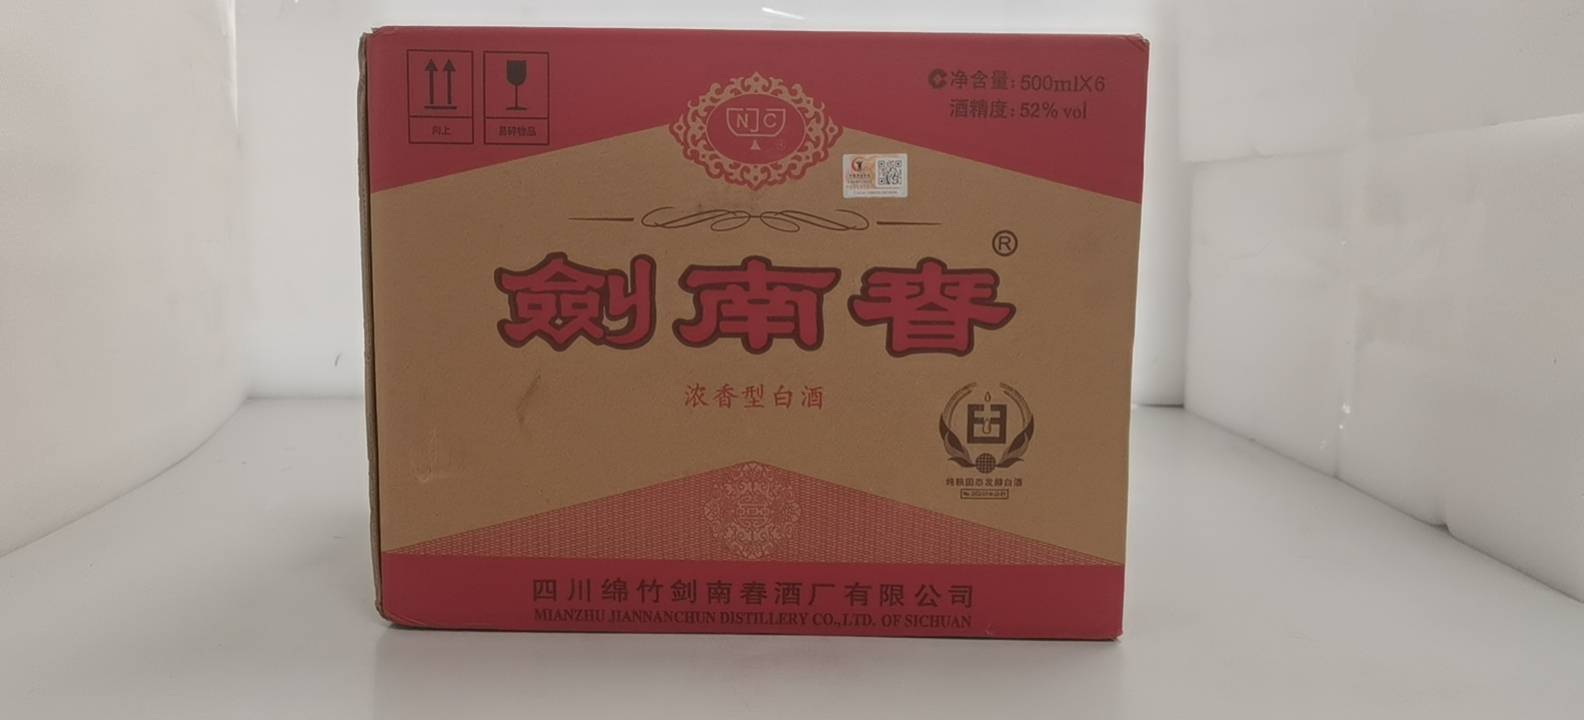 向上
易碎物品
NJC
C净含量：500mlX6
酒精度：52% vol
劍南春®
浓香型白酒
纯粮固态发酵白酒
四川绵竹剑南春酒厂有限公司
MIANZHU JIANNANCHUN DISTILLERY CO.,LTD. OF SICHUAN